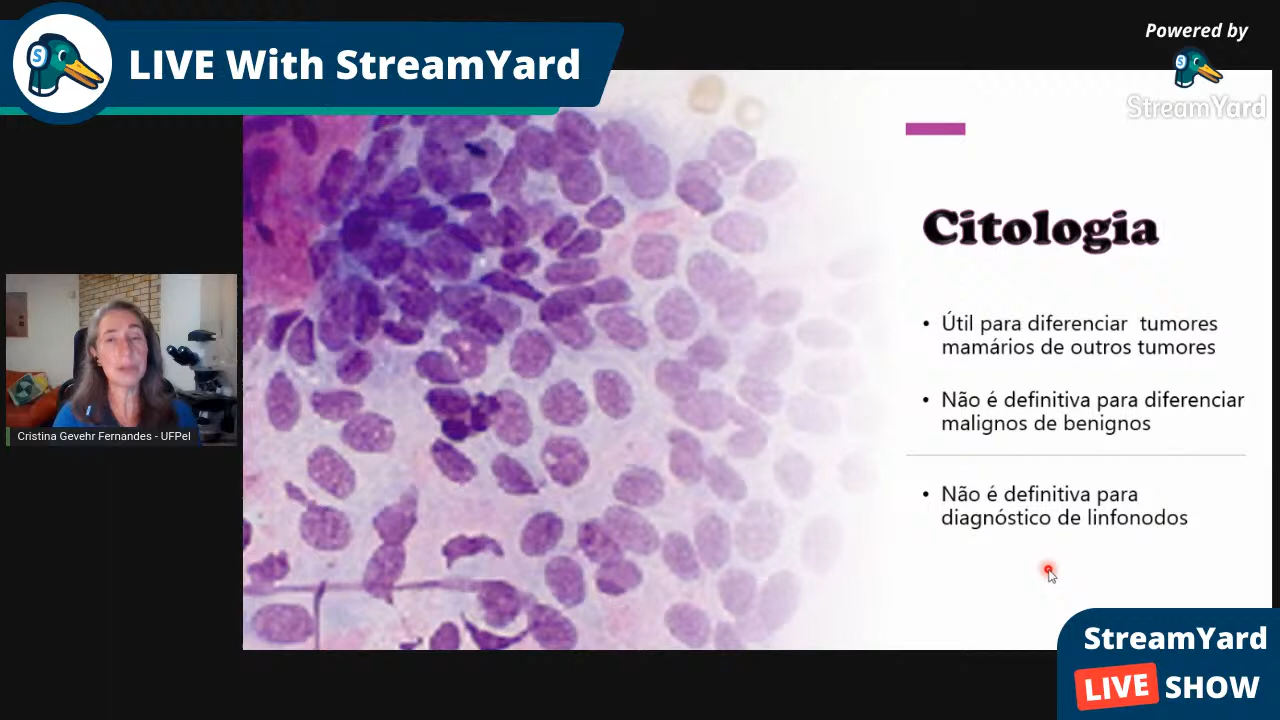 LIVE With StreamYard
Powered by
StreamYard
Citologia
• Útil para diferenciar tumores
mamários de outros tumores
• Não é definitiva para diferenciar
malignos de benignos
• Não é definitiva para
diagnóstico de linfonodos
Cristina Gevehr Fernandes - UFPel
StreamYard
LIVE SHOW